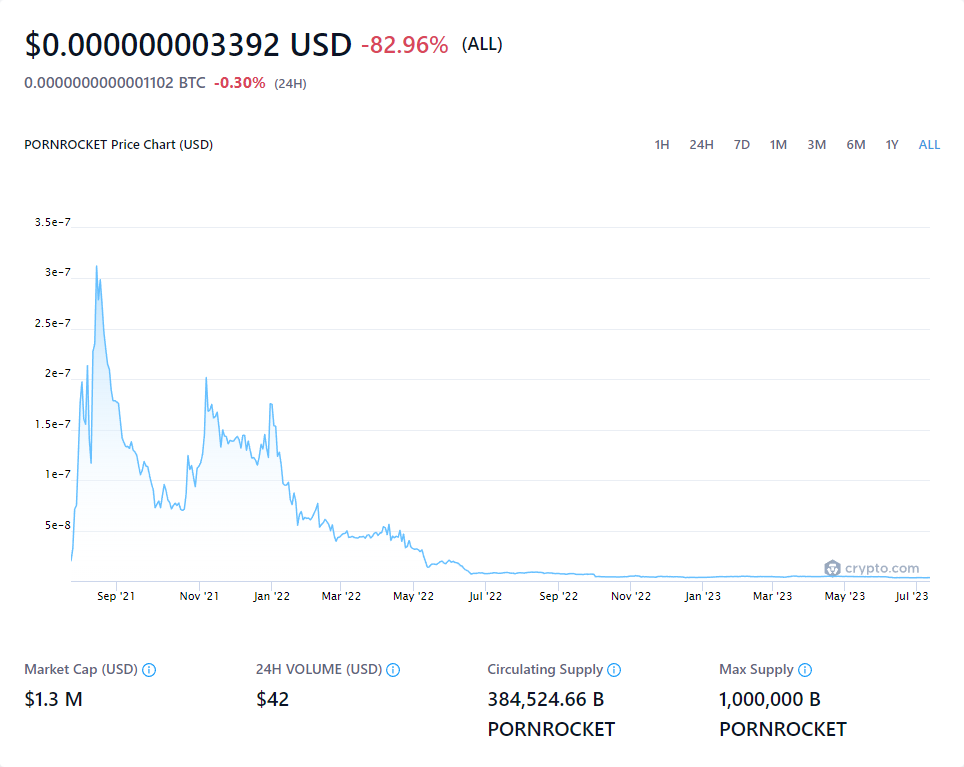 $0.000000003392 USD -82.96% (ALL)
0.0000000000001102 BTC -0.30% (24H)
PORNROCKET Price Chart (USD) 1H 24H 7D 1M 3M 6M 1Y ALL
3.5e-7
3e-7
2.5e-7
2e-7
1.5e-7
1e-7
5e-8
crypto.com
Sep '21 Nov '21 Jan '22 Mar '22 May '22 Jul '22 Sep '22 Nov '22 Jan '23 Mar '23 May '23 Jul '23
Market Cap (USD) 24H VOLUME (USD) Circulating Supply Max Supply
$1.3 M $42 384,524.66 B 1,000,000 B
PORNROCKET PORNROCKET